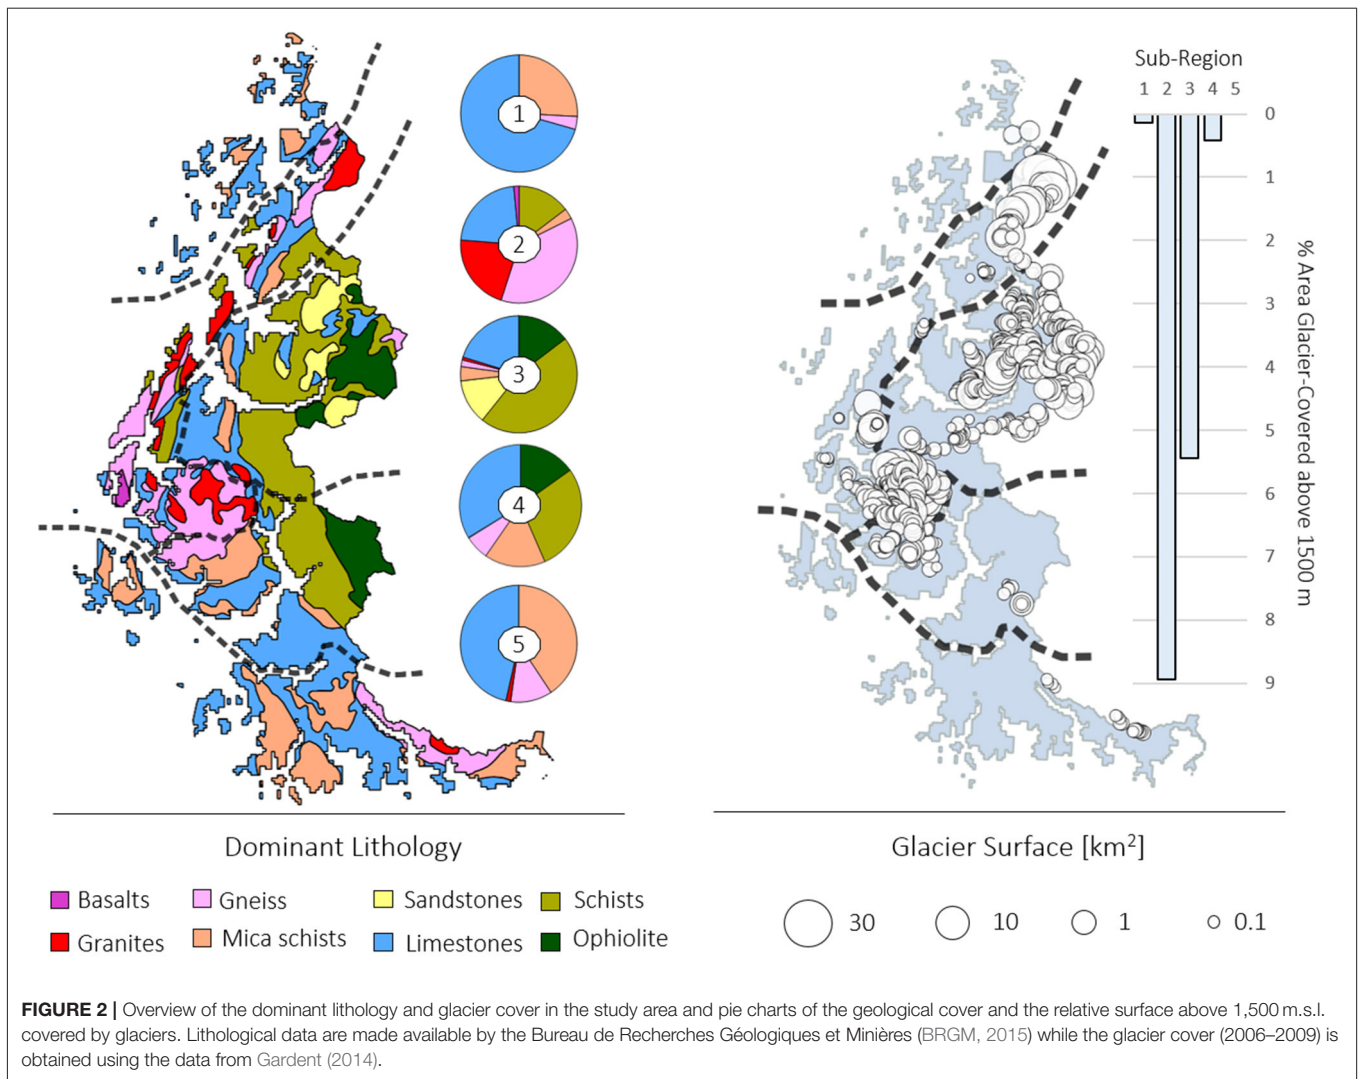 1
2
3
4
5
Sub-Region
1 2 3 4 5
0
1
2
3
4
5
6
7
8
9
% Area Glacier-Covered above 1500 m
Dominant Lithology
Basalts Gneiss Sandstones Schists
Granites Mica schists Limestones Ophiolite
Glacier Surface [km²]
30 10 1 0.1
FIGURE 2 | Overview of the dominant lithology and glacier cover in the study area and pie charts of the geological cover and the relative surface above 1,500 m.s.l.
covered by glaciers. Lithological data are made available by the Bureau de Recherches Géologiques et Minières (BRGM, 2015) while the glacier cover (2006–2009) is
obtained using the data from Gardent (2014).